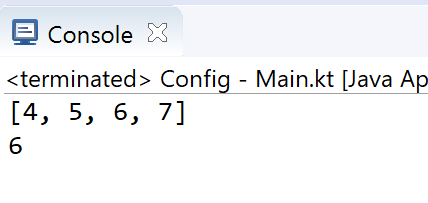 Console
<terminated> Config - Main.kt [Java Ap
[4, 5, 6, 7]
6